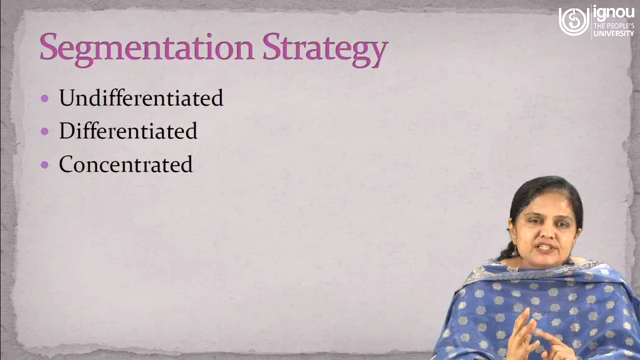 Segmentation Strategy
ignou
THE PEOPLE'S
UNIVERSITY
Undifferentiated
Differentiated
Concentrated